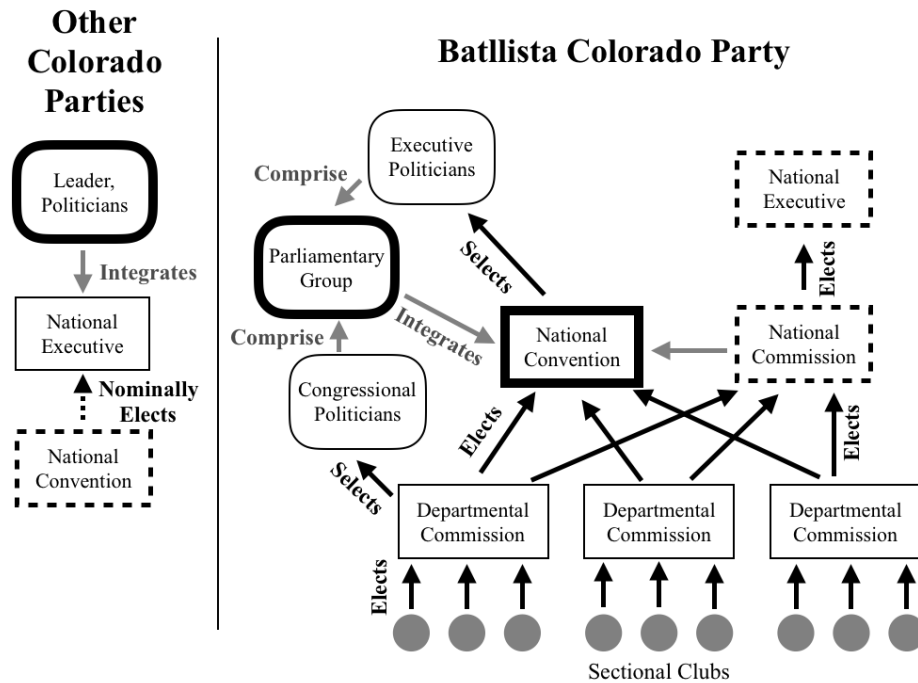 Other
Colorado
Parties
Leader,
Politicians
Integrates
National
Executive
Nominally
Elects
National
Convention
Batllista Colorado Party
Executive
Politicians
Comprise
Parliamentary
Group
Comprise
Congressional
Politicians
Selects
Integrates
National
Convention
National
Executive
Elects
National
Commission
Selects
Elects
Elects
Departmental
Commission
Departmental
Commission
Departmental
Commission
Elects
Sectional Clubs